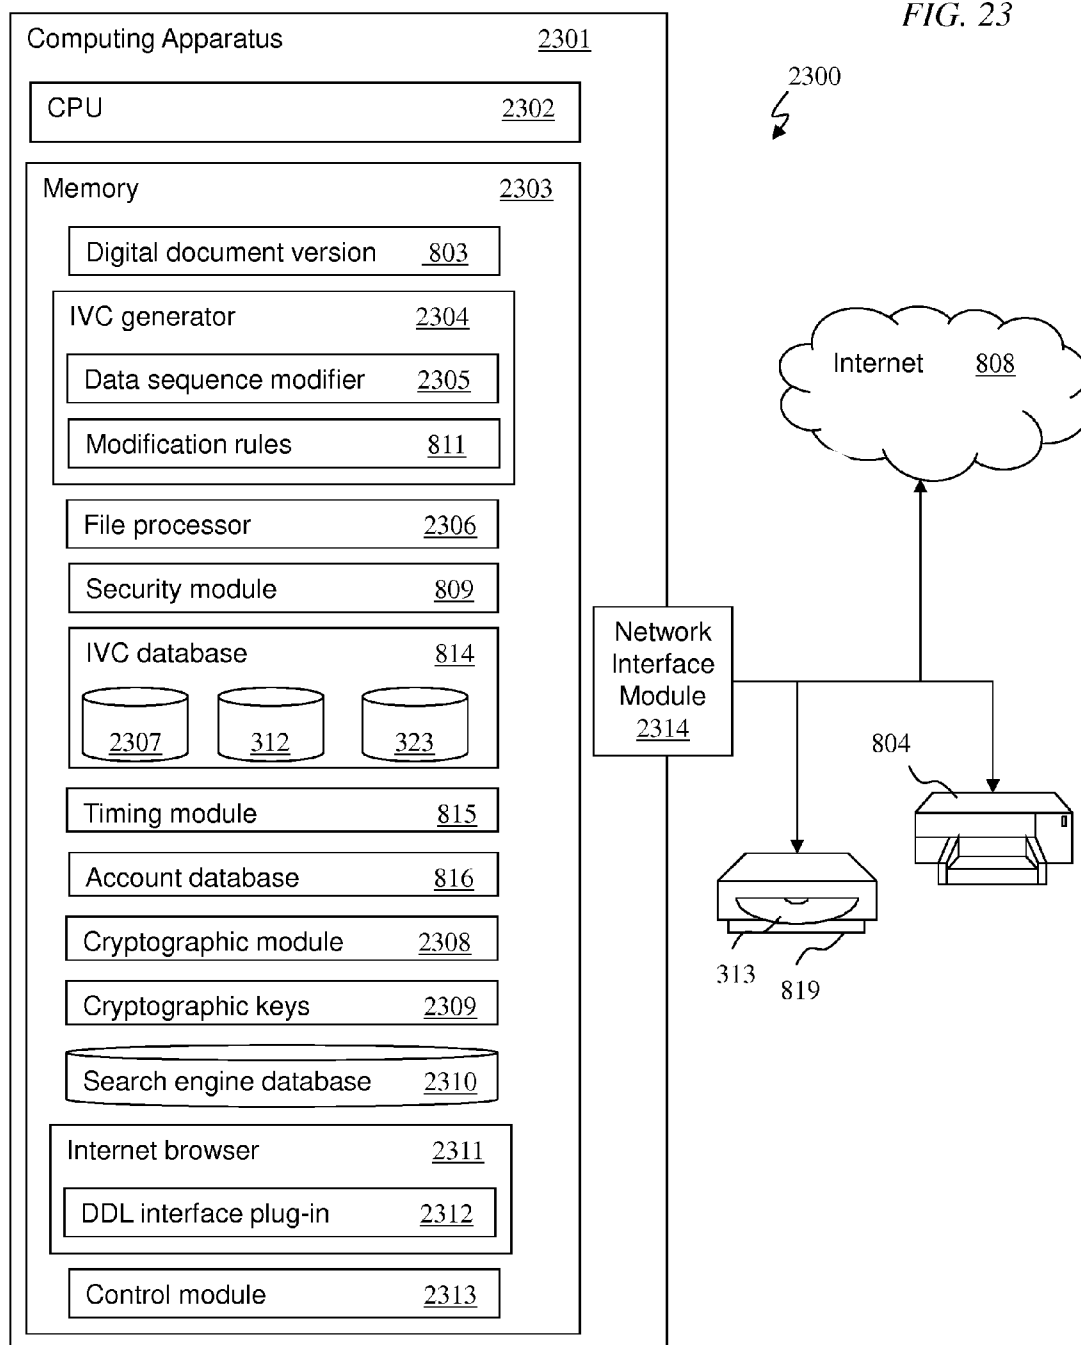 FIG. 23
Computing Apparatus 2301
2300
CPU 2302
Memory 2303
Digital document version 803
IVC generator 2304
Data sequence modifier 2305
Modification rules 811
File processor 2306
Security module 809
IVC database 814
2307 312 323
Timing module 815
Account database 816
Cryptographic module 2308
Cryptographic keys 2309
Search engine database 2310
Internet browser 2311
DDL interface plug-in 2312
Control module 2313
Network
Interface
Module
2314
Internet 808
804
313
819